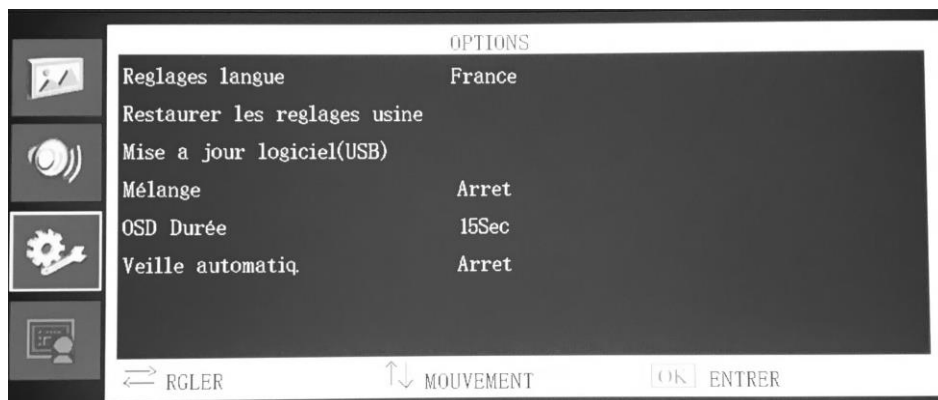 OPTIONS
Reglages langue France
Restaurer les reglages usine
Mise a jour logiciel(USB)
Mélange Arret
OSD Durée 15Sec
Veille automatiq. Arret
RGLER MOUVEMENT OK ENTRER